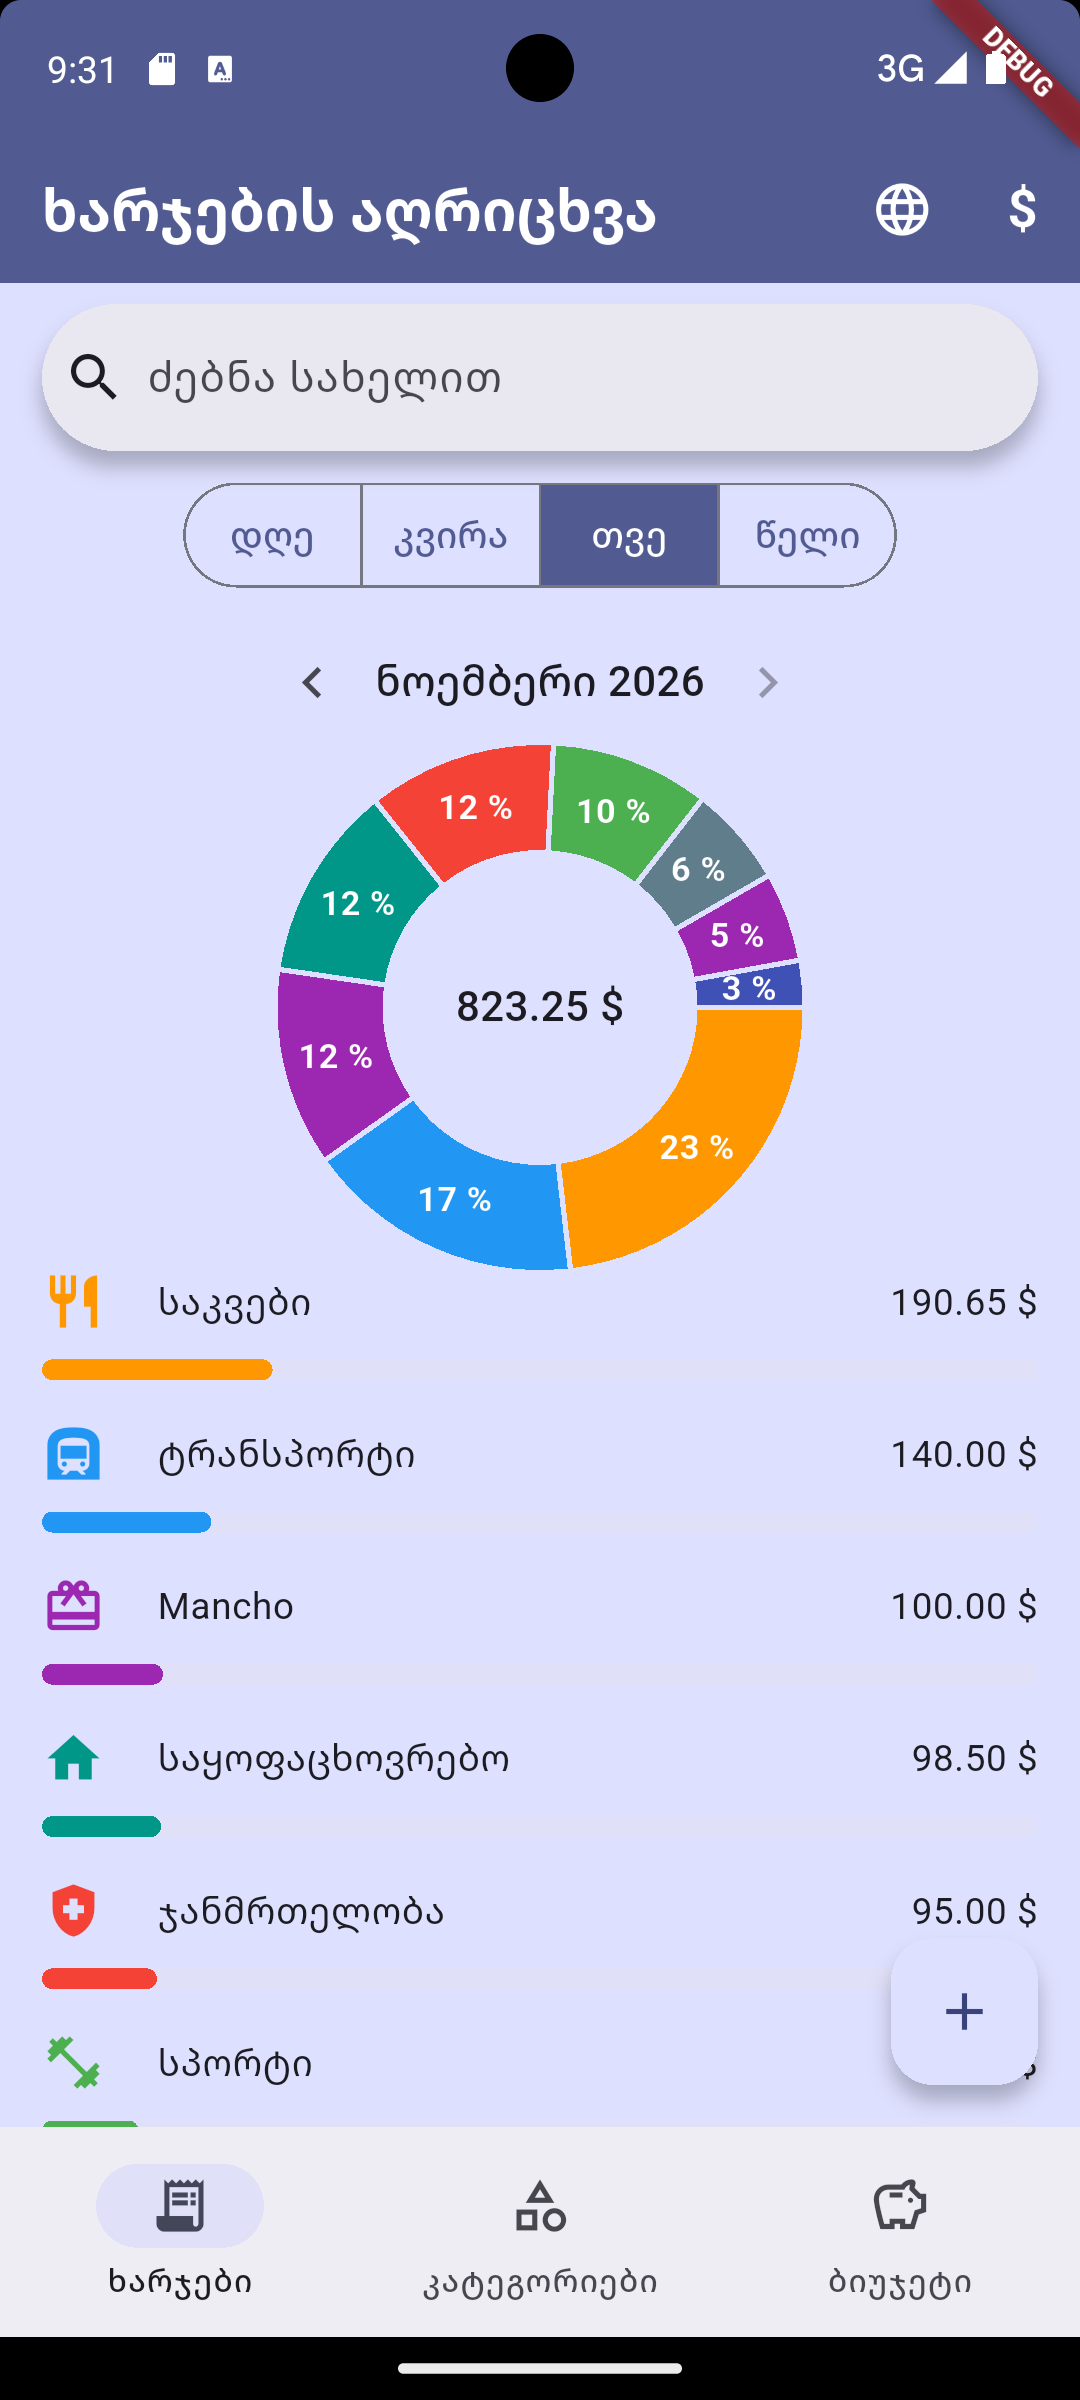 9:31
3G
DEBUG
ხარჯების აღრიცხვა
$
ძებნა სახელით
დღე კვირა თვე წელი
ნოემბერი 2026
12 %
10 %
6 %
12 %
5 %
3 %
823.25 $
12 %
23 %
17 %
საკვები 190.65 $
ტრანსპორტი 140.00 $
Mancho 100.00 $
საყოფაცხოვრებო 98.50 $
ჯანმრთელობა 95.00 $
სპორტი $
ხარჯები კატეგორიები ბიუჯეტი